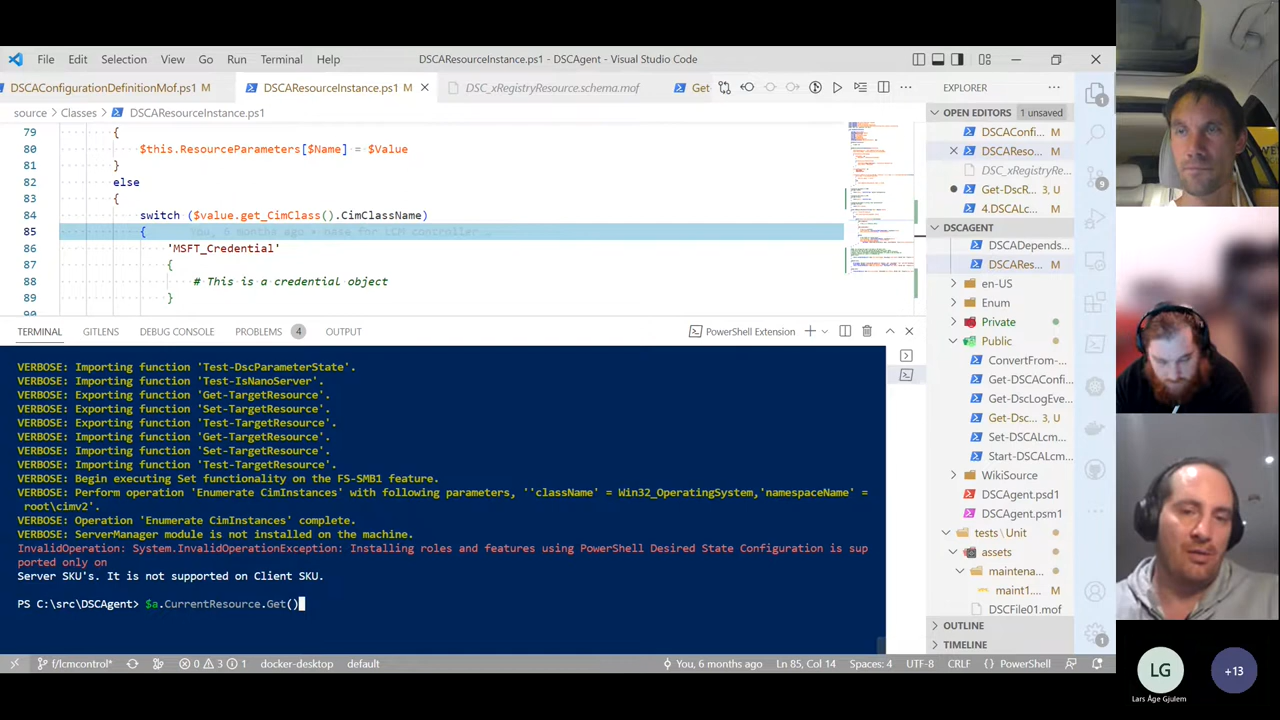 File Edit Selection View Go Run Terminal Help
DSCAResourceInstance.ps1 - DSCAgent - Visual Studio Code
DSCAConfigurationDefinitionMof.ps1 M
DSCAResourceInstance.ps1 M
DSC_xRegistryResource.schema.mof
Get
source > Classes > DSCAResourceInstance.ps1
79 {
80 .ResourceParameters[$Name] = $Value
81 }
82 else
83 {
84 switch ($value.get_CimClass().CimClassName)
85 {
86 'MSFT_Credential'
87 {
88 # This is a credential object
89 }
90
TERMINAL GITLENS DEBUG CONSOLE PROBLEMS 4 OUTPUT
PowerShell Extension
VERBOSE: Importing function 'Test-DscParameterState'.
VERBOSE: Importing function 'Test-IsNanoServer'.
VERBOSE: Exporting function 'Get-TargetResource'.
VERBOSE: Exporting function 'Set-TargetResource'.
VERBOSE: Exporting function 'Test-TargetResource'.
VERBOSE: Importing function 'Get-TargetResource'.
VERBOSE: Importing function 'Set-TargetResource'.
VERBOSE: Importing function 'Test-TargetResource'.
VERBOSE: Begin executing Set functionality on the FS-SMB1 feature.
VERBOSE: Perform operation 'Enumerate CimInstances' with following parameters, ''className' = Win32_OperatingSystem,'namespaceName' =
root\cimv2'.
VERBOSE: Operation 'Enumerate CimInstances' complete.
VERBOSE: ServerManager module is not installed on the machine.
InvalidOperation: System.InvalidOperationException: Installing roles and features using PowerShell Desired State Configuration is sup
ported only on
Server SKU's. It is not supported on Client SKU.
PS C:\src\DSCAgent> $a.CurrentResource.Get()
EXPLORER
OPEN EDITORS 1 unsaved
DSCAConfi... M
DSCARes... M
DSC_xRegistryRe...
Get-Dsc... 3, U
4.DSCAL... U
DSCAGENT
DSCADepends...
DSCARes... M
en-US
Enum
Private
Public
ConvertFrom-...
Get-DSCAConfi...
Get-DscLogEve...
Get-Dsc... 3, U
Set-DSCALcm...
Start-DSCALcm...
WikiSource
DSCAgent.psd1
DSCAgent.psm1
tests \ Unit
assets
maintena...
maint1....
DSCFile01.mof
OUTLINE
TIMELINE
f/lcmcontrol* 0 3 1 docker-desktop default
You, 6 months ago Ln 85, Col 14 Spaces: 4 UTF-8 CRLF PowerShell
LG
Lars Åge Gjulem
+13